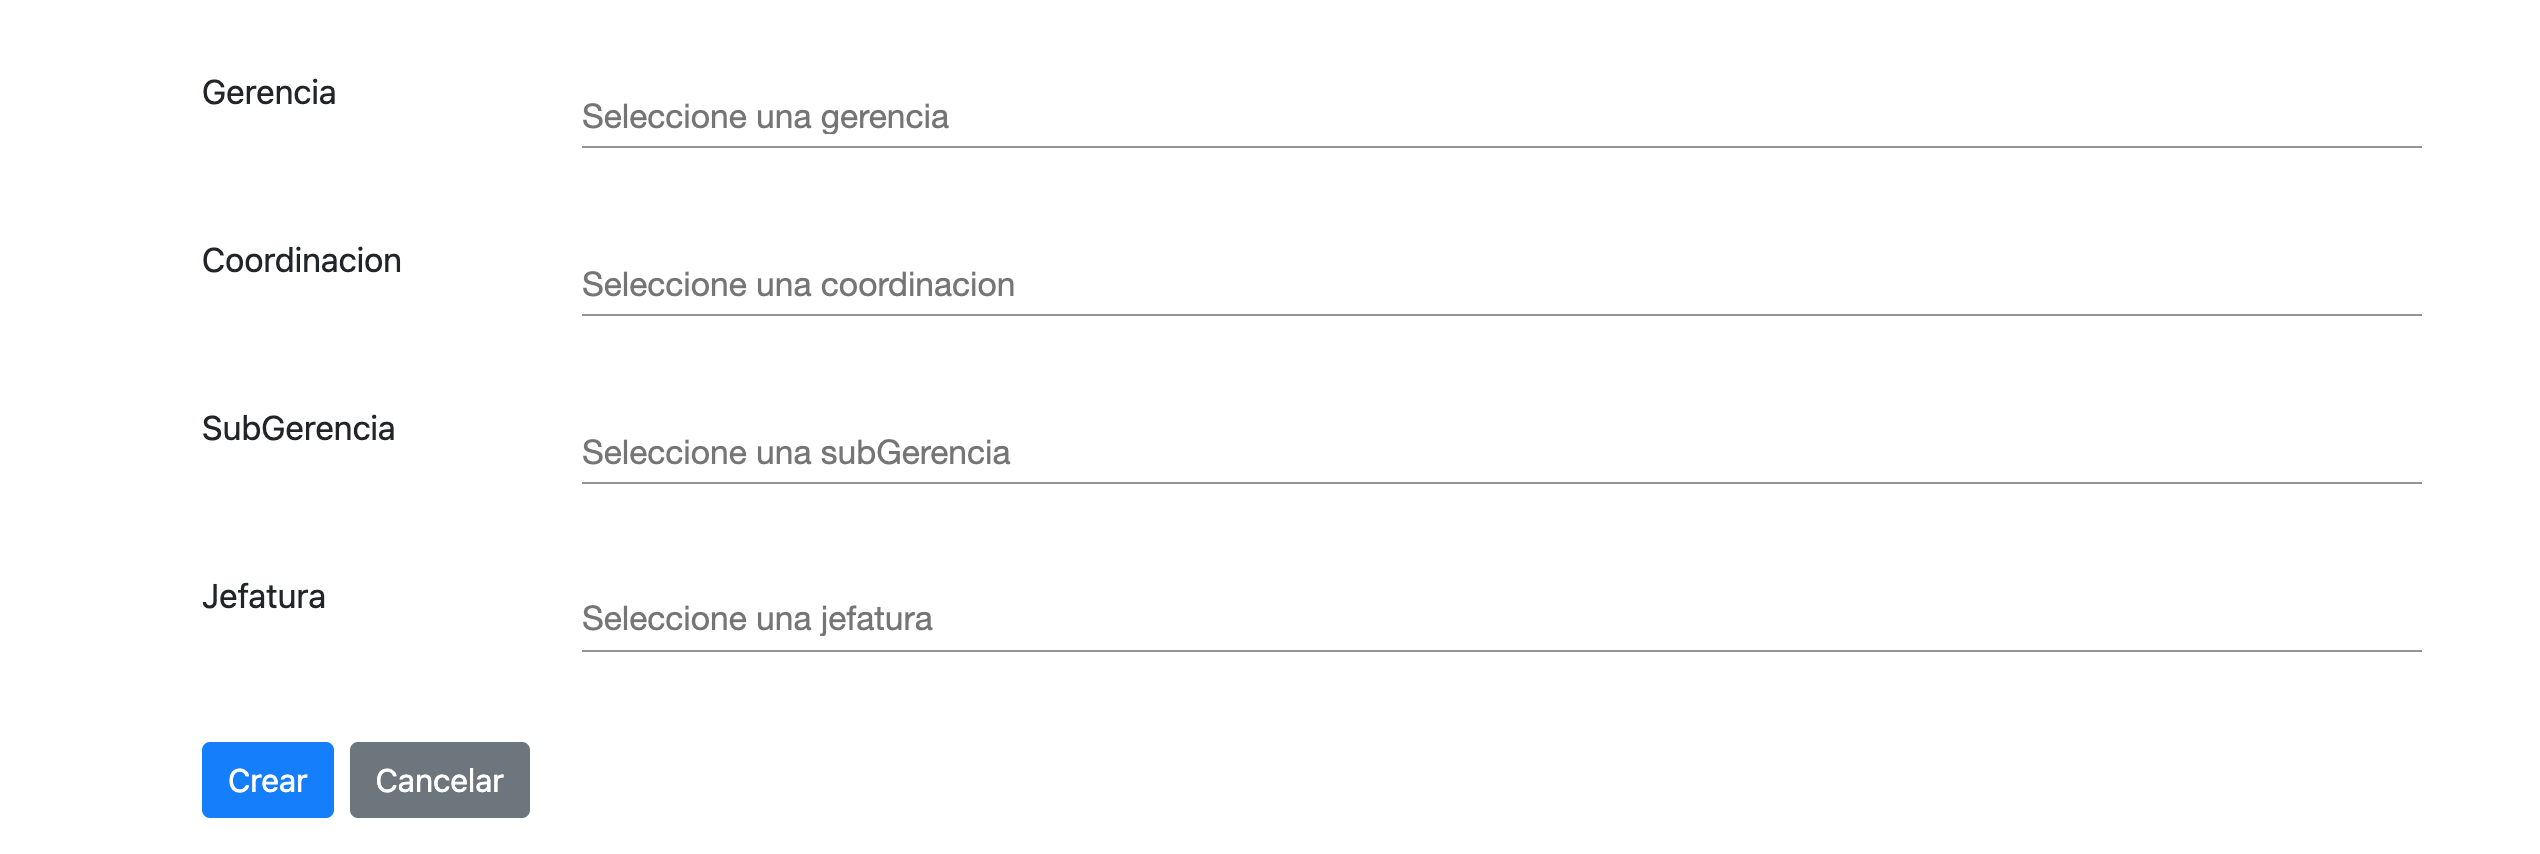 Gerencia
Seleccione una gerencia
Coordinacion
Seleccione una coordinacion
SubGerencia
Seleccione una subGerencia
Jefatura
Seleccione una jefatura
Crear Cancelar